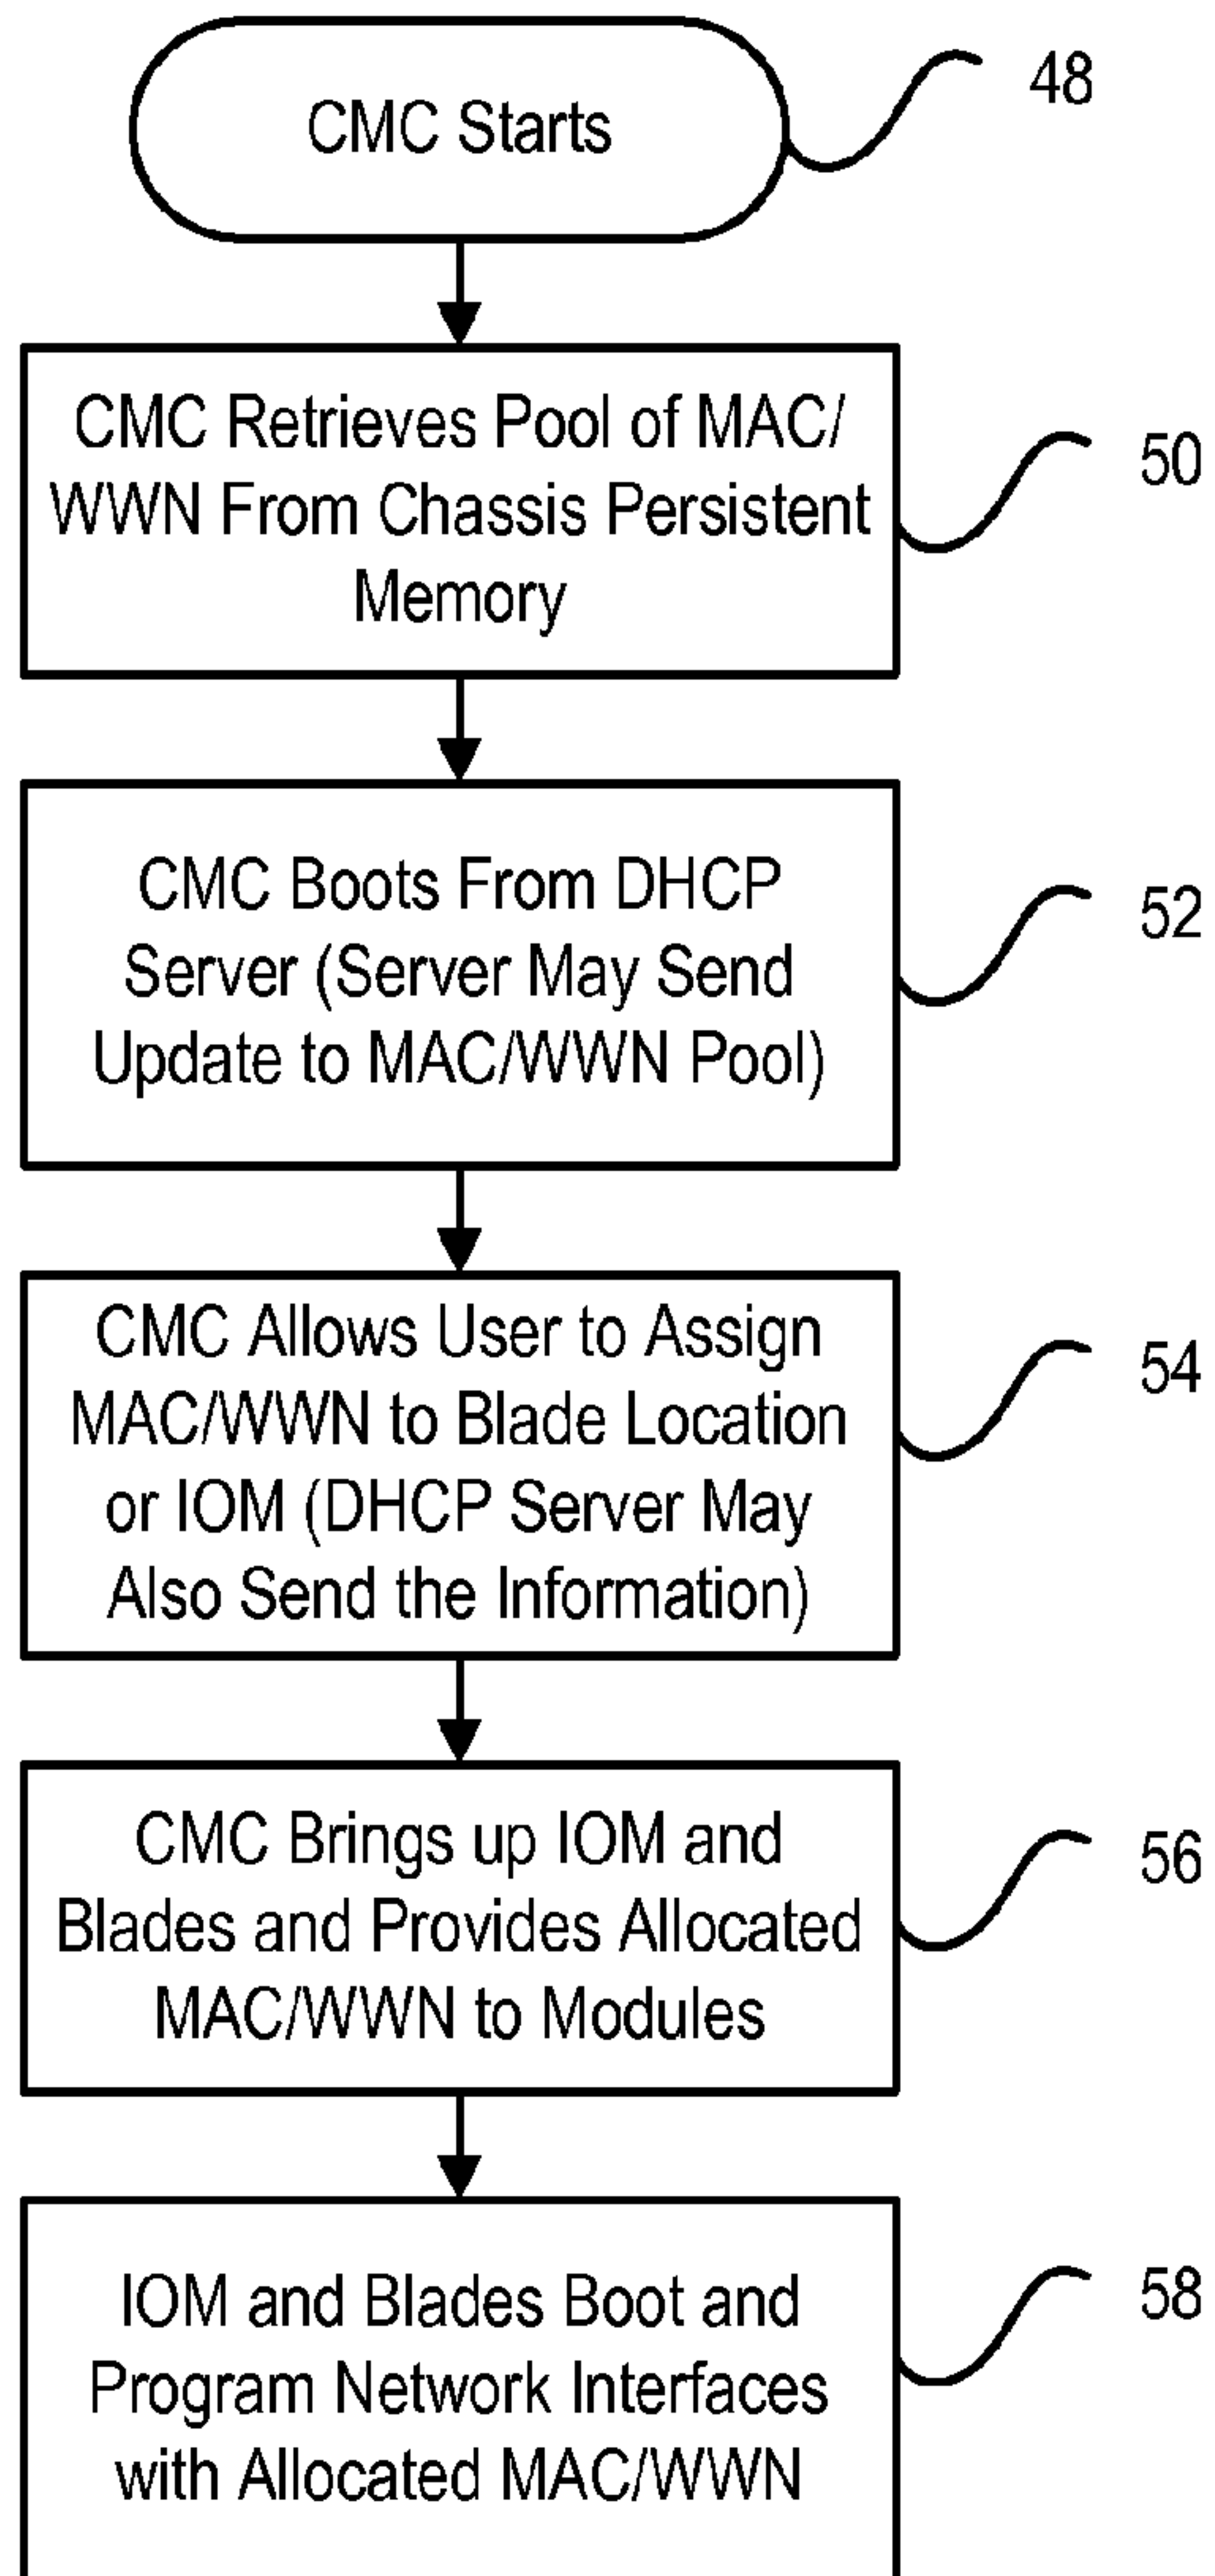 CMC Starts
48
CMC Retrieves Pool of MAC/
WWN From Chassis Persistent
Memory
50
CMC Boots From DHCP
Server (Server May Send
Update to MAC/WWN Pool)
52
CMC Allows User to Assign
MAC/WWN to Blade Location
or IOM (DHCP Server May
Also Send the Information)
54
CMC Brings up IOM and
Blades and Provides Allocated
MAC/WWN to Modules
56
IOM and Blades Boot and
Program Network Interfaces
with Allocated MAC/WWN
58